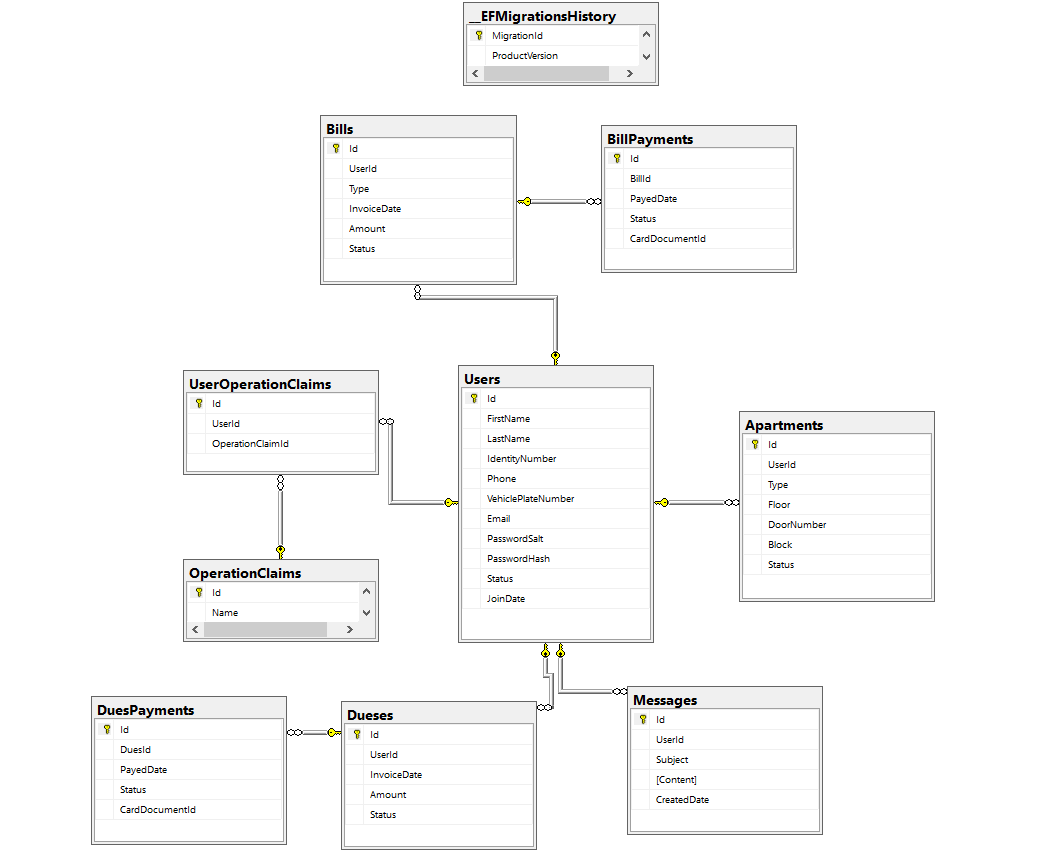 __EFMigrationsHistory
MigrationId
ProductVersion
Bills
Id
UserId
Type
InvoiceDate
Amount
Status
BillPayments
Id
BillId
PayedDate
Status
CardDocumentId
UserOperationClaims
Id
UserId
OperationClaimId
Users
Id
FirstName
LastName
IdentityNumber
Phone
VehiclePlateNumber
Email
PasswordSalt
PasswordHash
Status
JoinDate
Apartments
Id
UserId
Type
Floor
DoorNumber
Block
Status
OperationClaims
Id
Name
DuesPayments
Id
DuesId
PayedDate
Status
CardDocumentId
Dueses
Id
UserId
InvoiceDate
Amount
Status
Messages
Id
UserId
Subject
[Content]
CreatedDate